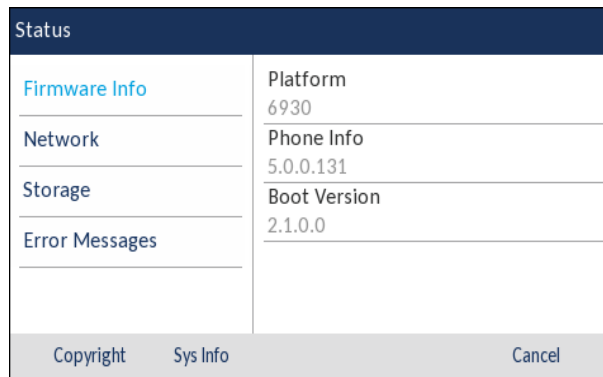 Status
Firmware Info
Network
Storage
Error Messages
Platform
6930
Phone Info
5.0.0.131
Boot Version
2.1.0.0
Copyright
Sys Info
Cancel